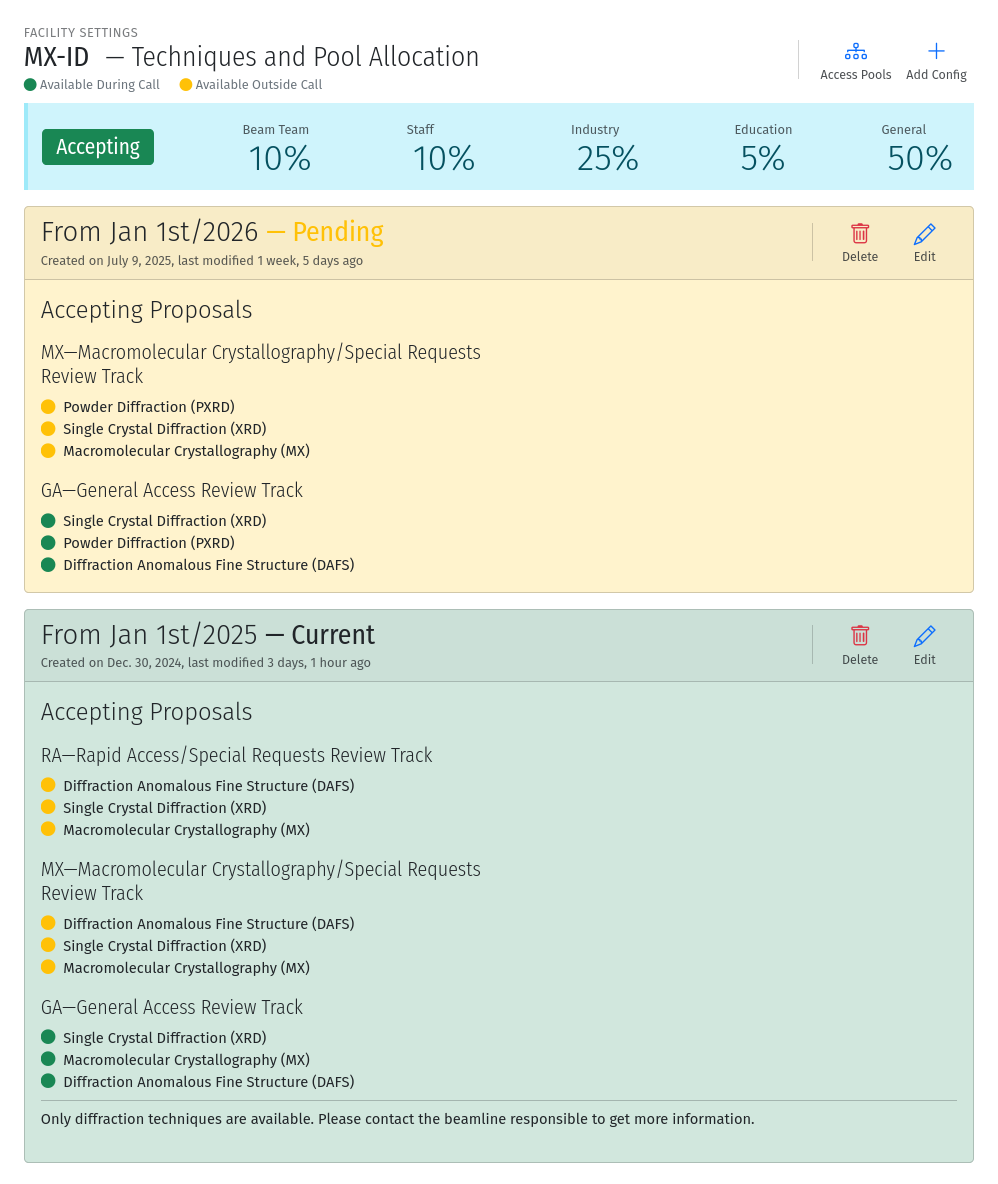 FACILITY SETTINGS
MX-ID — Techniques and Pool Allocation
Available During Call Available Outside Call
Access Pools Add Config
Accepting
Beam Team Staff Industry Education General
10% 10% 25% 5% 50%
From Jan 1st/2026 — Pending
Created on July 9, 2025, last modified 1 week, 5 days ago
Delete Edit
Accepting Proposals
MX—Macromolecular Crystallography/Special Requests
Review Track
Powder Diffraction (PXRD)
Single Crystal Diffraction (XRD)
Macromolecular Crystallography (MX)
GA—General Access Review Track
Single Crystal Diffraction (XRD)
Powder Diffraction (PXRD)
Diffraction Anomalous Fine Structure (DAFS)
From Jan 1st/2025 — Current
Created on Dec. 30, 2024, last modified 3 days, 1 hour ago
Delete Edit
Accepting Proposals
RA—Rapid Access/Special Requests Review Track
Diffraction Anomalous Fine Structure (DAFS)
Single Crystal Diffraction (XRD)
Macromolecular Crystallography (MX)
MX—Macromolecular Crystallography/Special Requests
Review Track
Diffraction Anomalous Fine Structure (DAFS)
Single Crystal Diffraction (XRD)
Macromolecular Crystallography (MX)
GA—General Access Review Track
Single Crystal Diffraction (XRD)
Macromolecular Crystallography (MX)
Diffraction Anomalous Fine Structure (DAFS)
Only diffraction techniques are available. Please contact the beamline responsible to get more information.